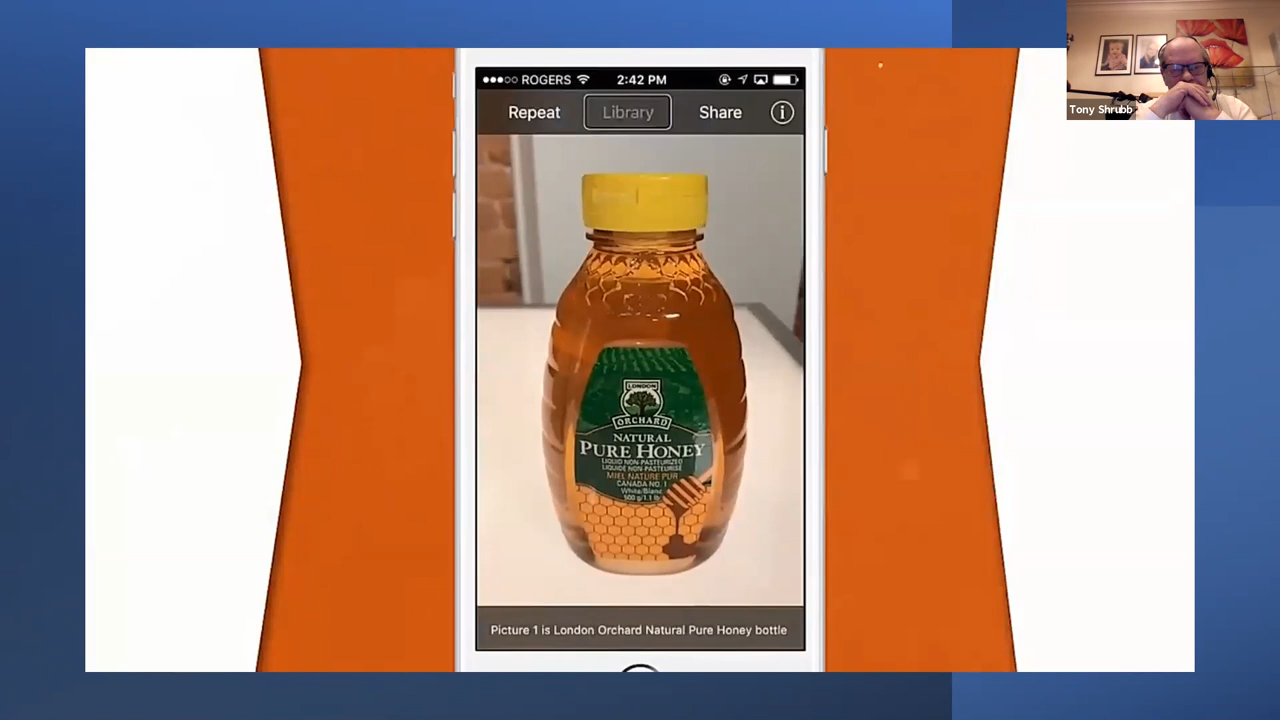 ROGERS 2:42 PM
Repeat Library Share i
LONDON
ORCHARD
NATURAL
PURE HONEY
LIQUID NON-PASTEURIZED
LIQUIDE NON-PASTEURISÉ
MIEL NATURE PUR
CANADA NO. 1
White/Blanc
500 g/1.1 lb
Picture 1 is London Orchard Natural Pure Honey bottle
Tony Shrubb